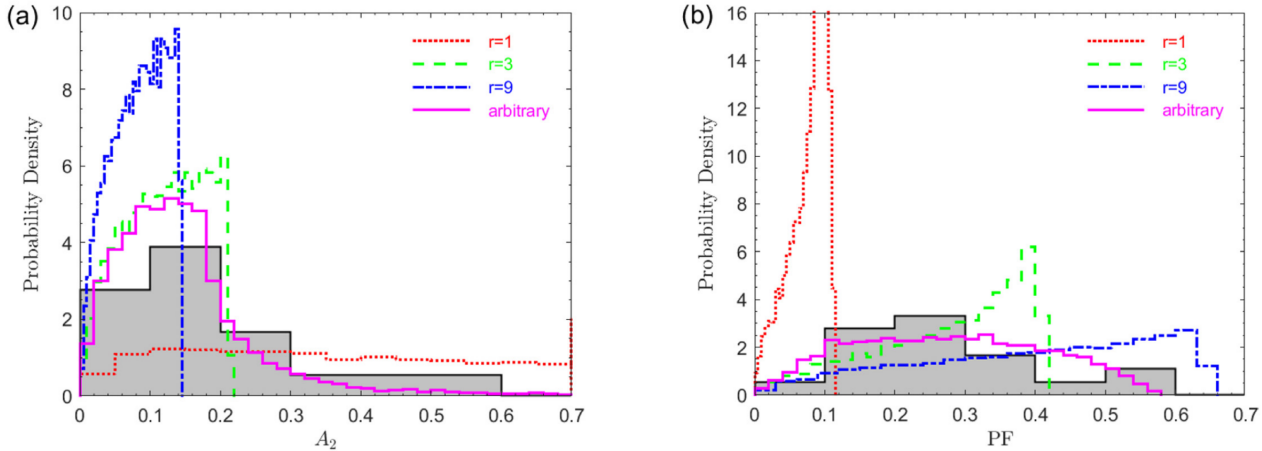 (a)
Probability Density
10
8
6
4
2
0
r=1
r=3
r=9
arbitrary
0 0.1 0.2 0.3 0.4 0.5 0.6 0.7
A2
(b)
Probability Density
16
14
12
10
8
6
4
2
0
r=1
r=3
r=9
arbitrary
0 0.1 0.2 0.3 0.4 0.5 0.6 0.7
PF